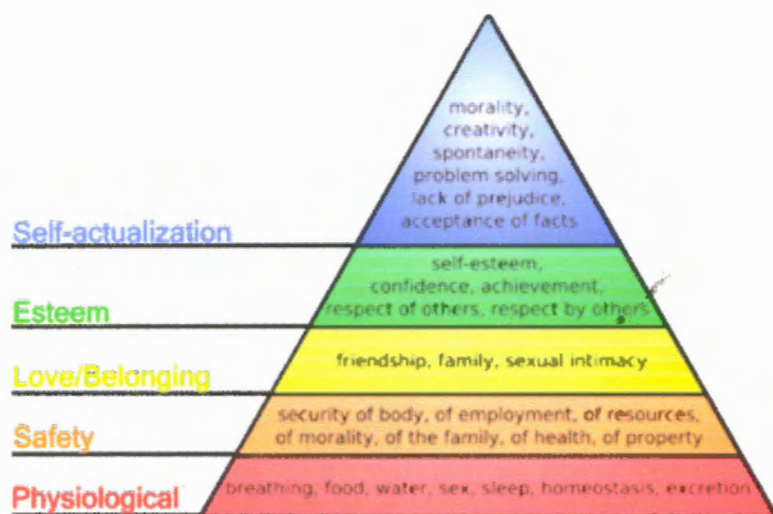 morality,
creativity,
spontaneity,
problem solving,
lack of prejudice,
acceptance of facts
Self-actualization
self-esteem,
confidence, achievement,
respect of others, respect by others
Esteem
friendship, family, sexual intimacy
Love/Belonging
security of body, of employment, of resources,
of morality, of the family, of health, of property
Safety
breathing, food, water, sex, sleep, homeostasis, excretion
Physiological